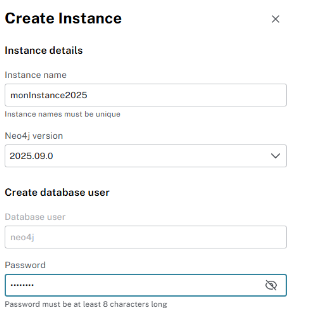 Create Instance
Instance details
Instance name
monInstance2025
Instance names must be unique
Neo4j version
2025.09.0
Create database user
Database user
neo4j
Password
••••••••
Password must be at least 8 characters long